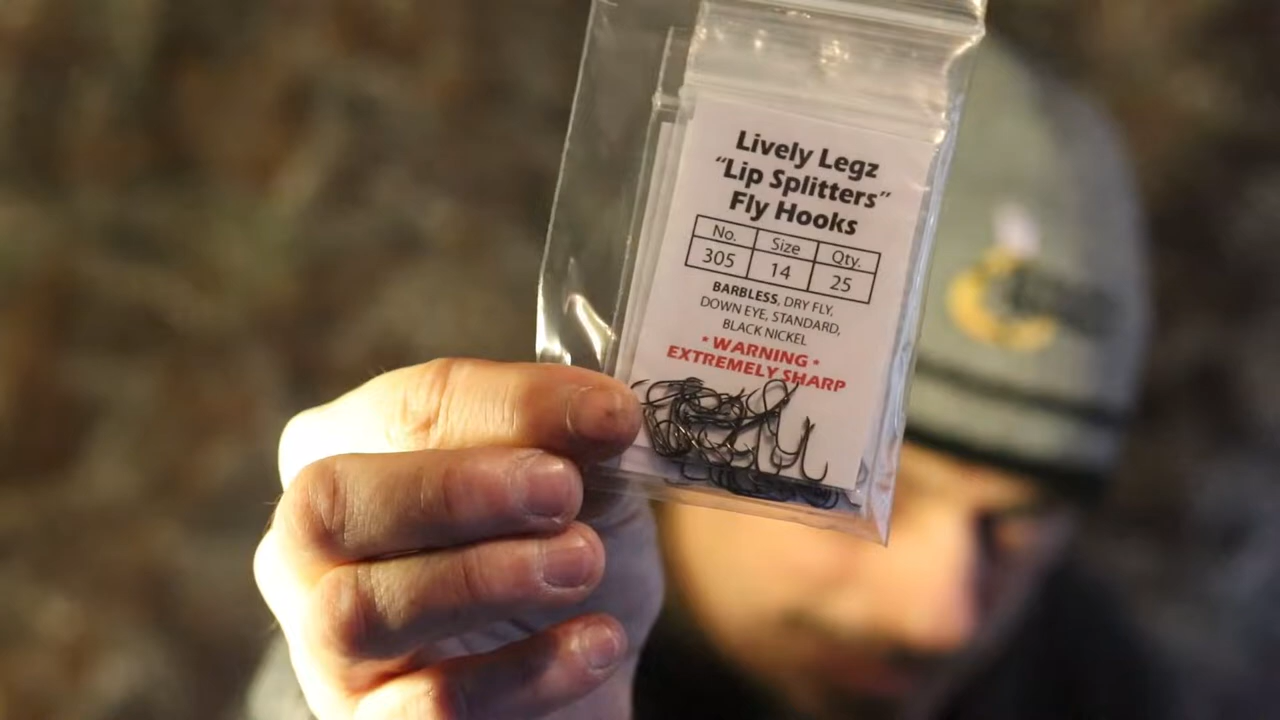 Lively Legz
“Lip Splitters”
Fly Hooks
No. Size Qty.
305 14 25
BARBLESS, DRY FLY,
DOWN EYE, STANDARD,
BLACK NICKEL
* WARNING *
EXTREMELY SHARP